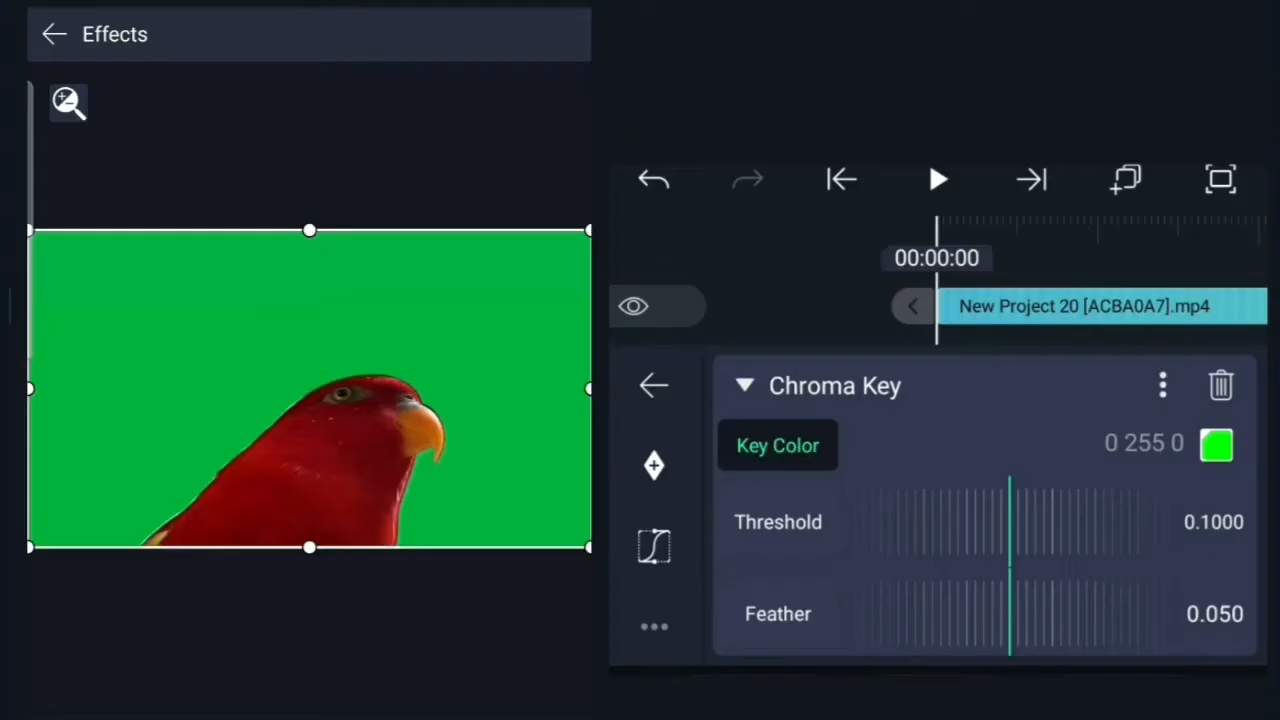 Effects
00:00:00
New Project 20 [ACBA0A7].mp4
Chroma Key
Key Color
0 255 0
Threshold
0.1000
Feather
0.050